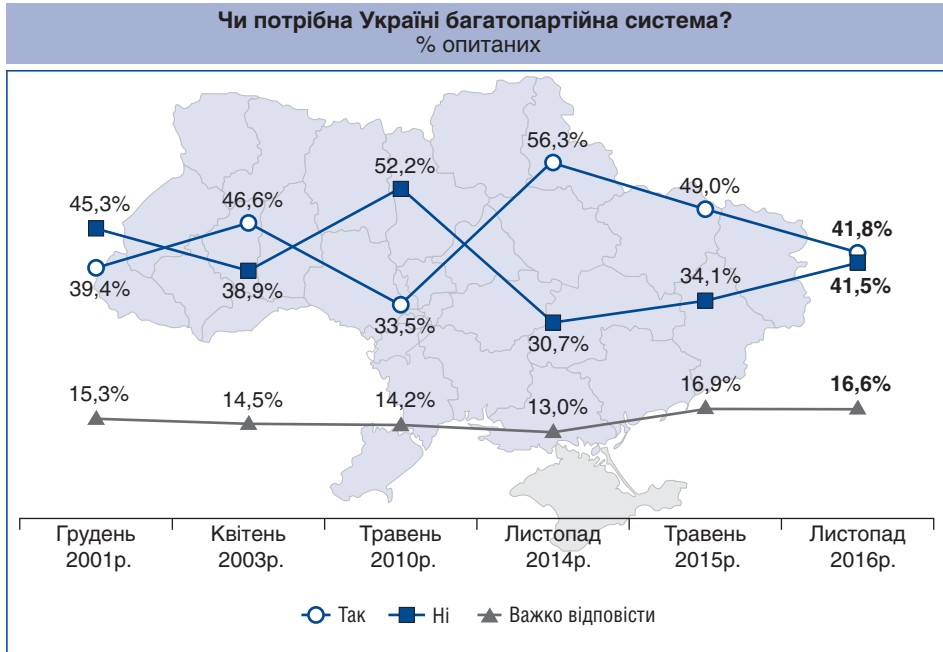 Чи потрібна Україні багатопартійна система?
% опитаних
56,3%
52,2%
49,0%
45,3%
46,6%
41,8%
39,4%
38,9%
33,5%
30,7%
34,1%
41,5%
15,3%
14,5%
14,2%
13,0%
16,9%
16,6%
Грудень
2001р.
Квітень
2003р.
Травень
2010р.
Листопад
2014р.
Травень
2015р.
Листопад
2016р.
Так
Ні
Важко відповісти